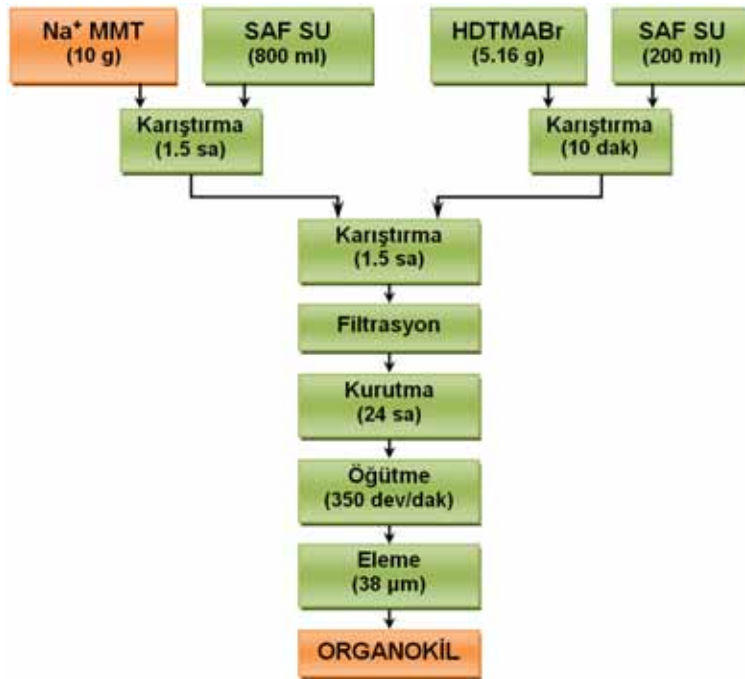 Na⁺ MMT
(10 g)
SAF SU
(800 ml)
HDTMABr
(5.16 g)
SAF SU
(200 ml)
Karıştırma
(1.5 sa)
Karıştırma
(10 dak)
Karıştırma
(1.5 sa)
Filtrasyon
Kurutma
(24 sa)
Öğütme
(350 dev/dak)
Eleme
(38 µm)
ORGANOKİL